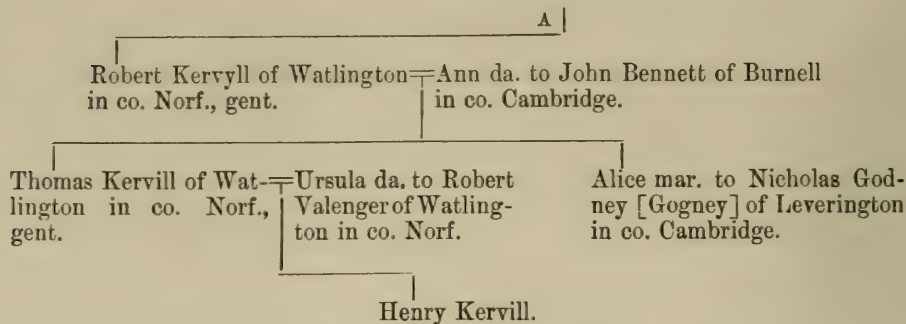 A
Robert Kervyll of Watlington
in co. Norf., gent.
Ann da. to John Bennett of Burnell
in co. Cambridge.
Thomas Kervill of Wat-
lington in co. Norf.,
gent.
Ursula da. to Robert
Valenger of Watling-
ton in co. Norf.
Alice mar. to Nicholas God-
ney [Gogney] of Leverington
in co. Cambridge.
Henry Kervill.